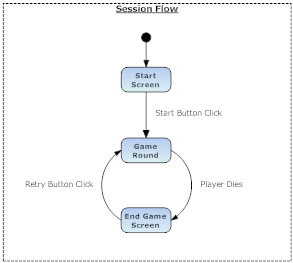 Session Flow
Start
Screen
Start Button Click
Game
Round
Retry Button Click
Player Dies
End Game
Screen